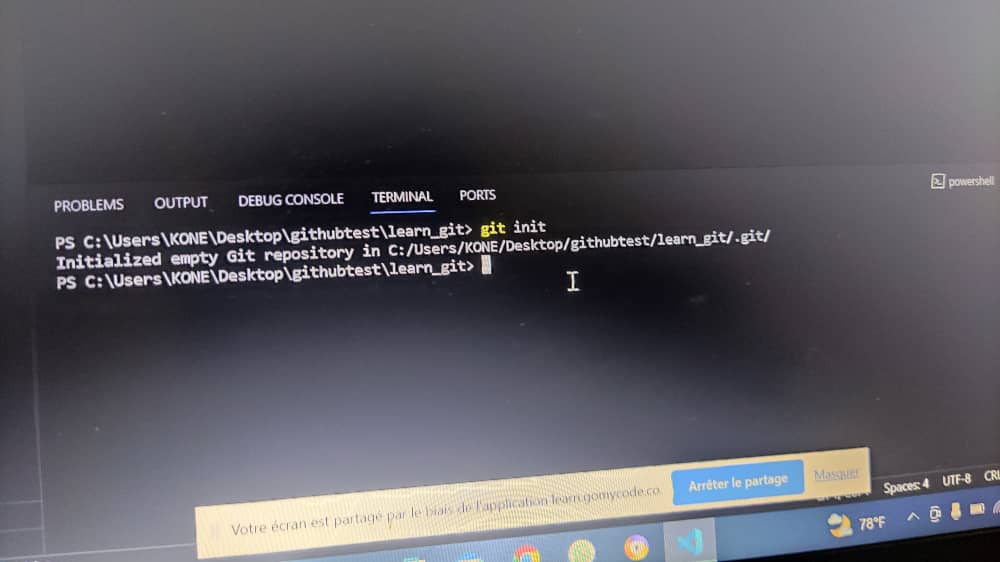 powershell
PROBLEMS OUTPUT DEBUG CONSOLE TERMINAL PORTS
PS C:\Users\KONE\Desktop\githubtest\learn_git> git init
Initialized empty Git repository in C:/Users/KONE/Desktop/githubtest/learn_git/.git/
PS C:\Users\KONE\Desktop\githubtest\learn_git>
Votre écran est partagé par le biais de l'application learn.gomycode.co.
Arrêter le partage
Masquer
Spaces: 4 UTF-8
78°F